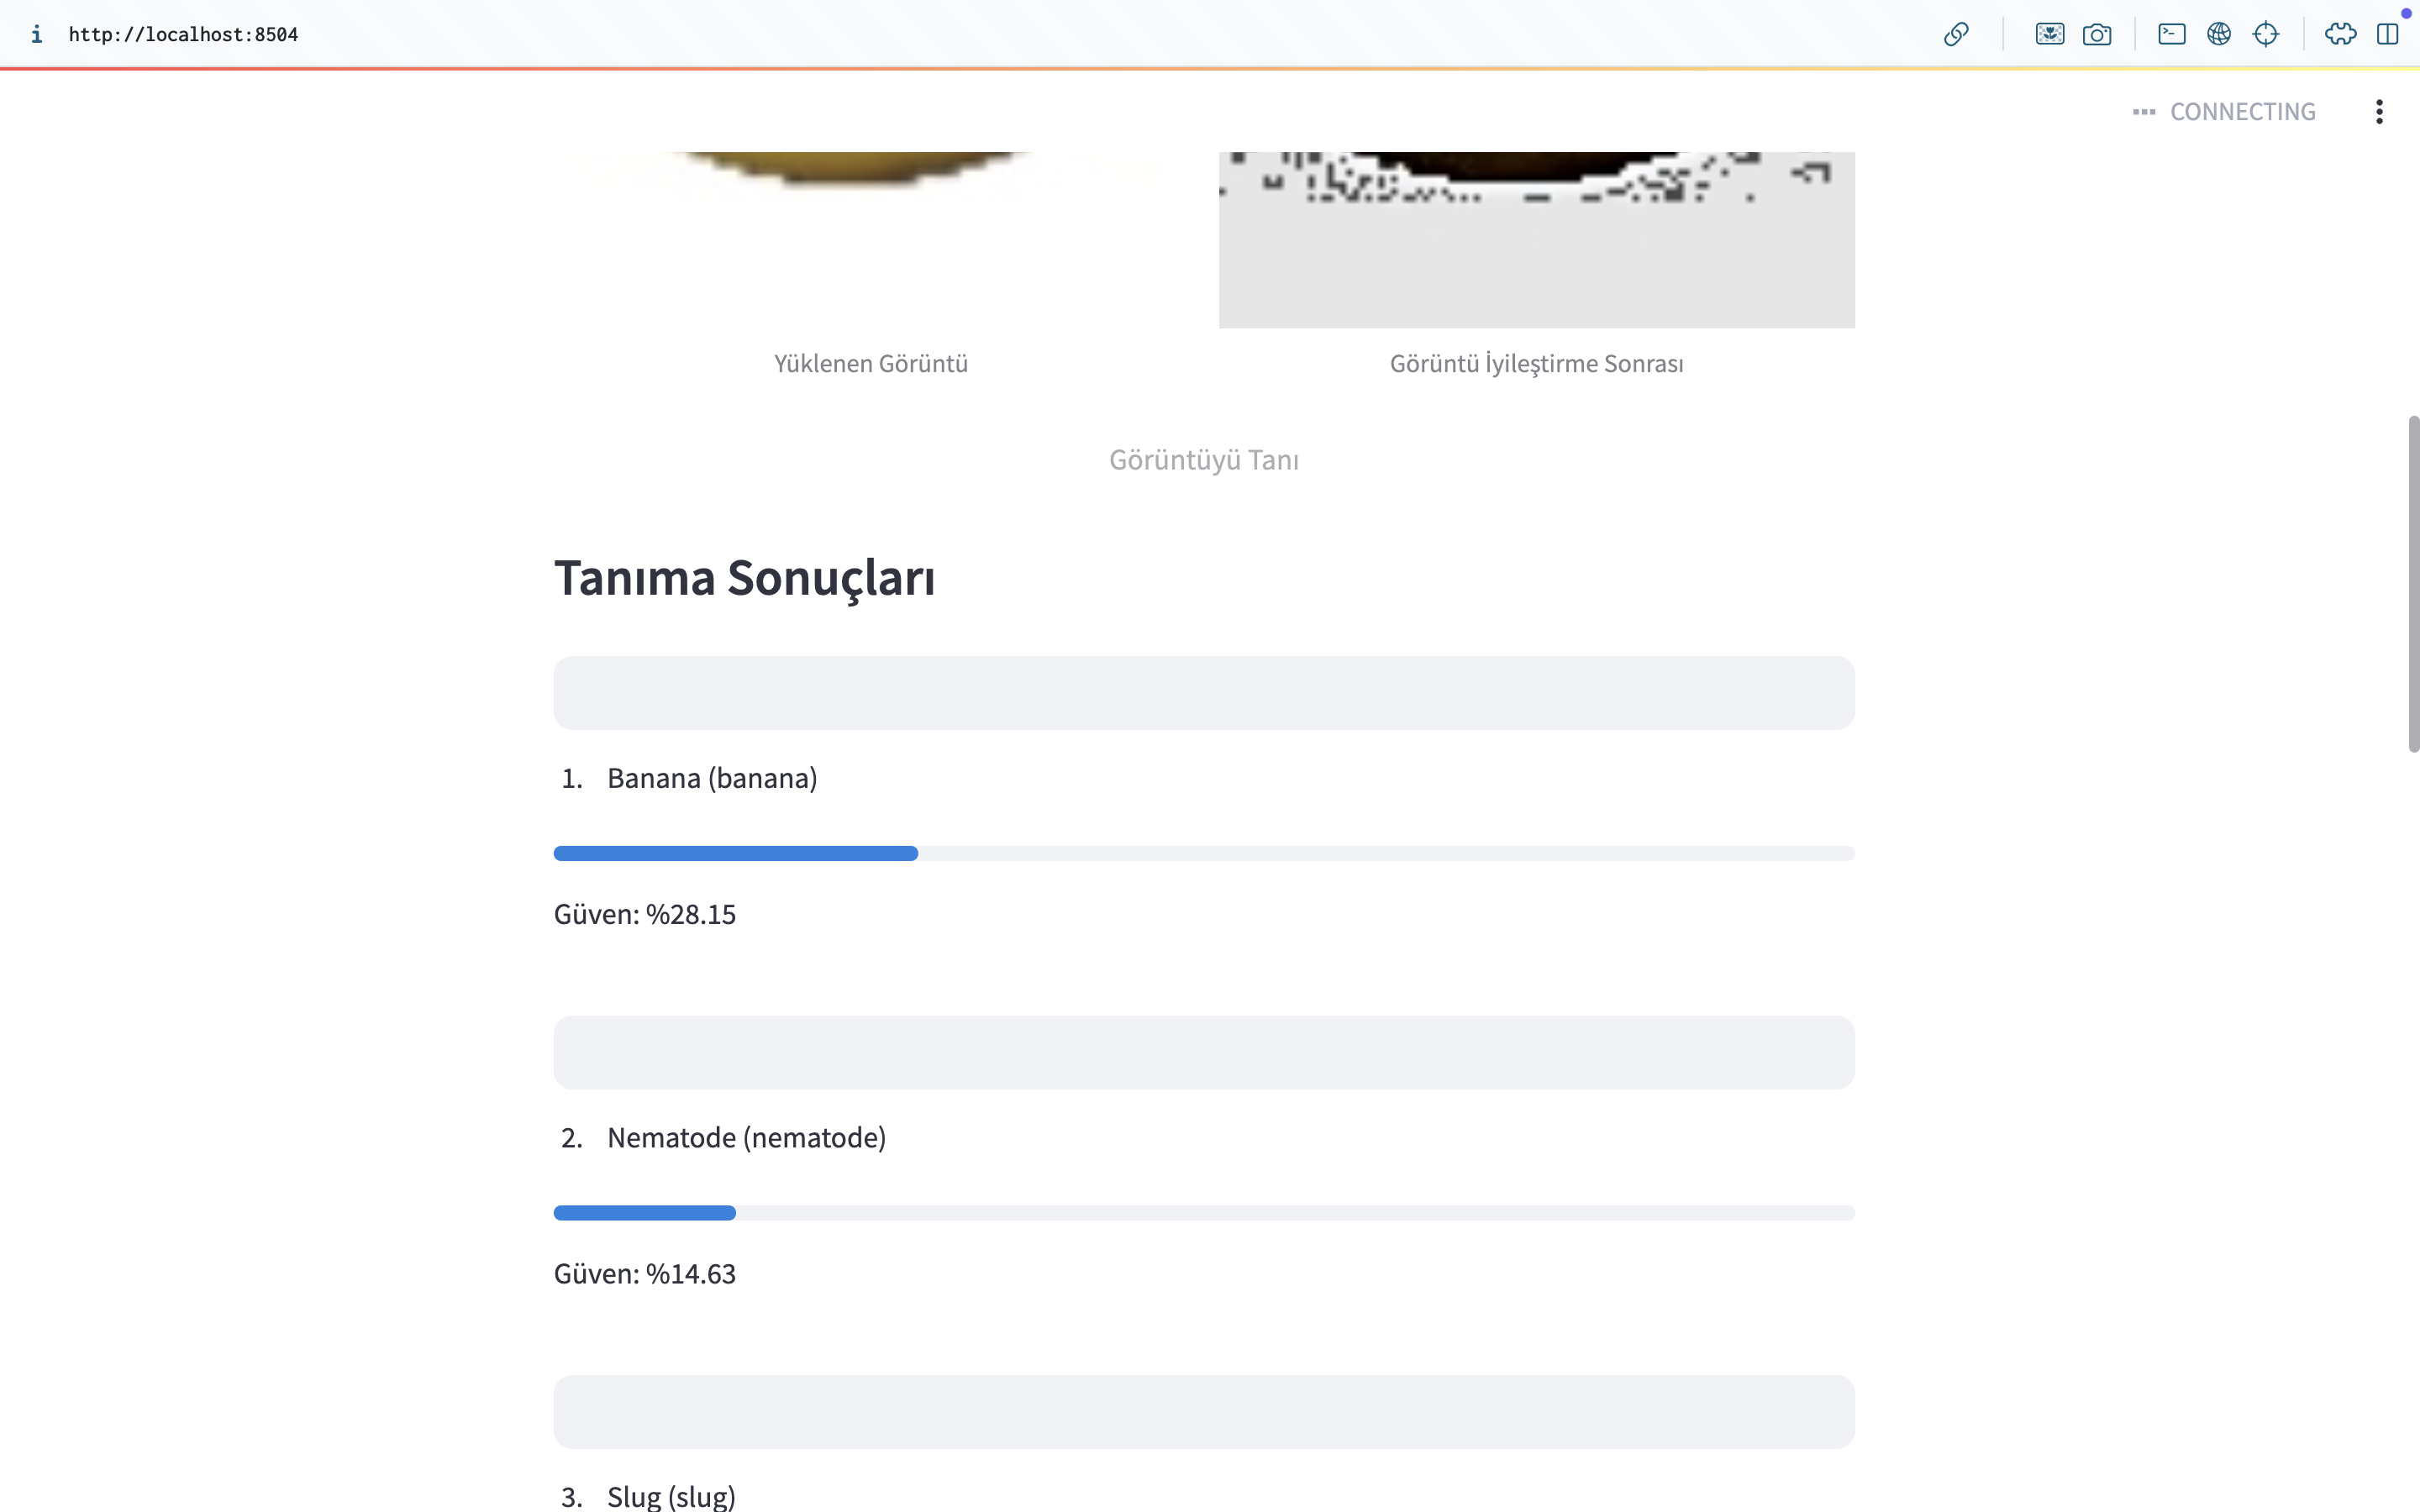 http://localhost:8504
CONNECTING
Yüklenen Görüntü
Görüntü İyileştirme Sonrası
Görüntüyü Tanı
Tanıma Sonuçları
1. Banana (banana)
Güven: %28.15
2. Nematode (nematode)
Güven: %14.63
3. Slug (slug)